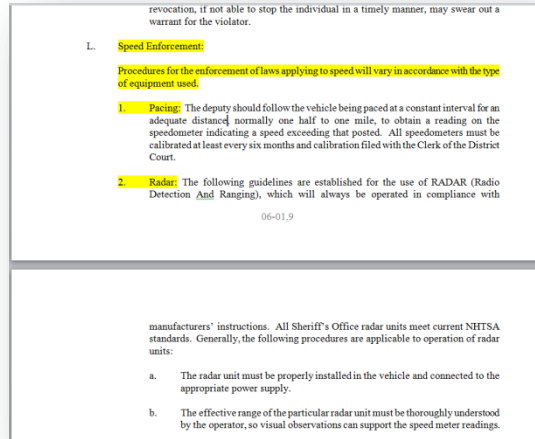 revocation, if not able to stop the individual in a timely manner, may swear out a
warrant for the violator.
L. Speed Enforcement:
Procedures for the enforcement of laws applying to speed will vary in accordance with the type
of equipment used.
1. Pacing: The deputy should follow the vehicle being paced at a constant interval for an
adequate distance, normally one half to one mile, to obtain a reading on the
speedometer indicating a speed exceeding that posted. All speedometers must be
calibrated at least every six months and calibration filed with the Clerk of the District
Court.
2. Radar: The following guidelines are established for the use of RADAR (Radio
Detection And Ranging), which will always be operated in compliance with
06-01,9
manufacturers' instructions. All Sheriff's Office radar units meet current NHTSA
standards. Generally, the following procedures are applicable to operation of radar
units:
a. The radar unit must be properly installed in the vehicle and connected to the
appropriate power supply.
b. The effective range of the particular radar unit must be thoroughly understood
by the operator, so visual observations can support the speed meter readings.